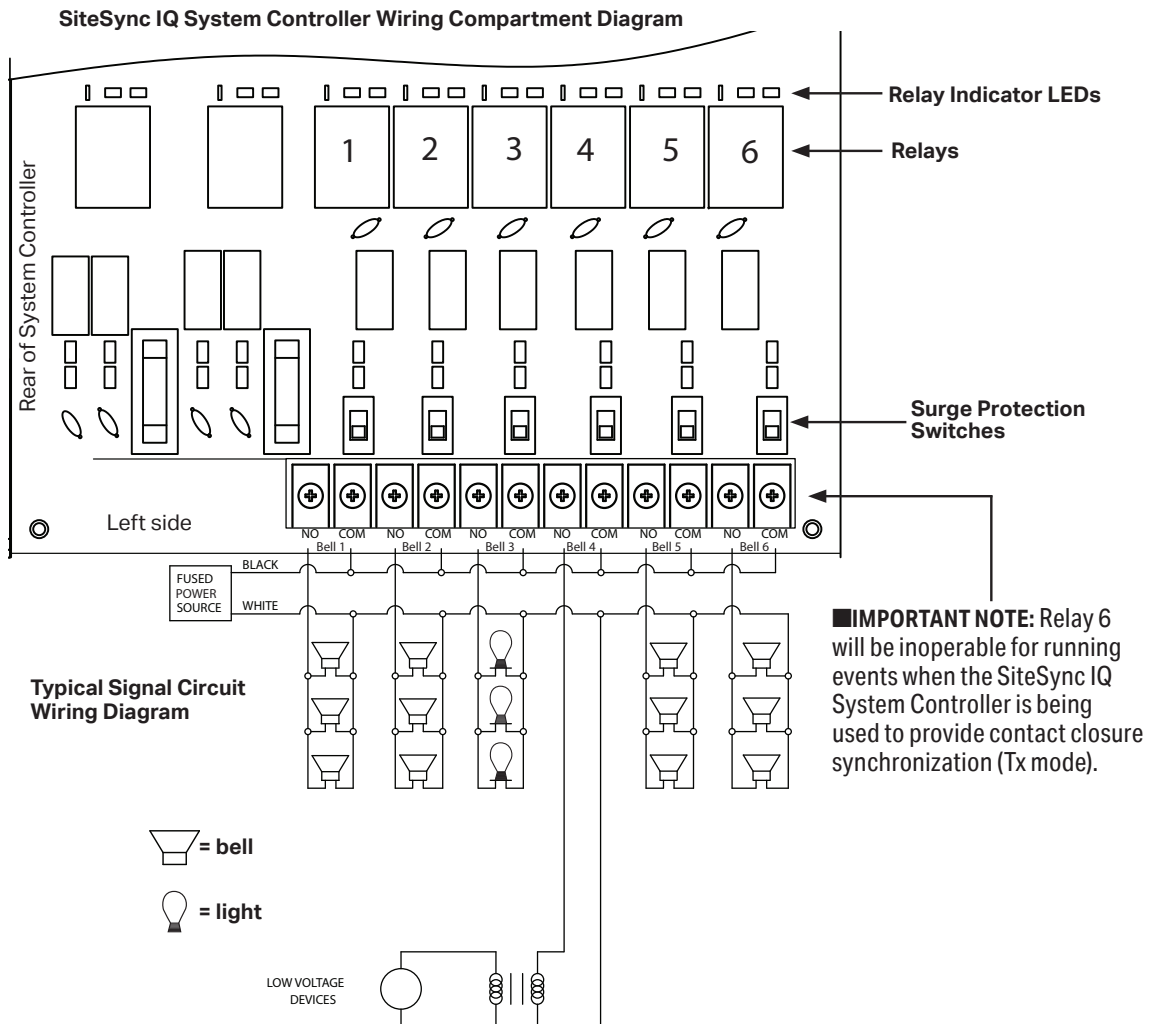 SiteSync IQ System Controller Wiring Compartment Diagram
Relay Indicator LEDs
1 2 3 4 5 6
Relays
Rear of System Controller
Surge Protection
Switches
Left side
NO COM NO COM NO COM NO COM NO COM NO COM
Bell 1 Bell 2 Bell 3 Bell 4 Bell 5 Bell 6
BLACK
FUSED
POWER
SOURCE
WHITE
■IMPORTANT NOTE: Relay 6
will be inoperable for running
events when the SiteSync IQ
System Controller is being
used to provide contact closure
synchronization (Tx mode).
Typical Signal Circuit
Wiring Diagram
= bell
= light
LOW VOLTAGE
DEVICES